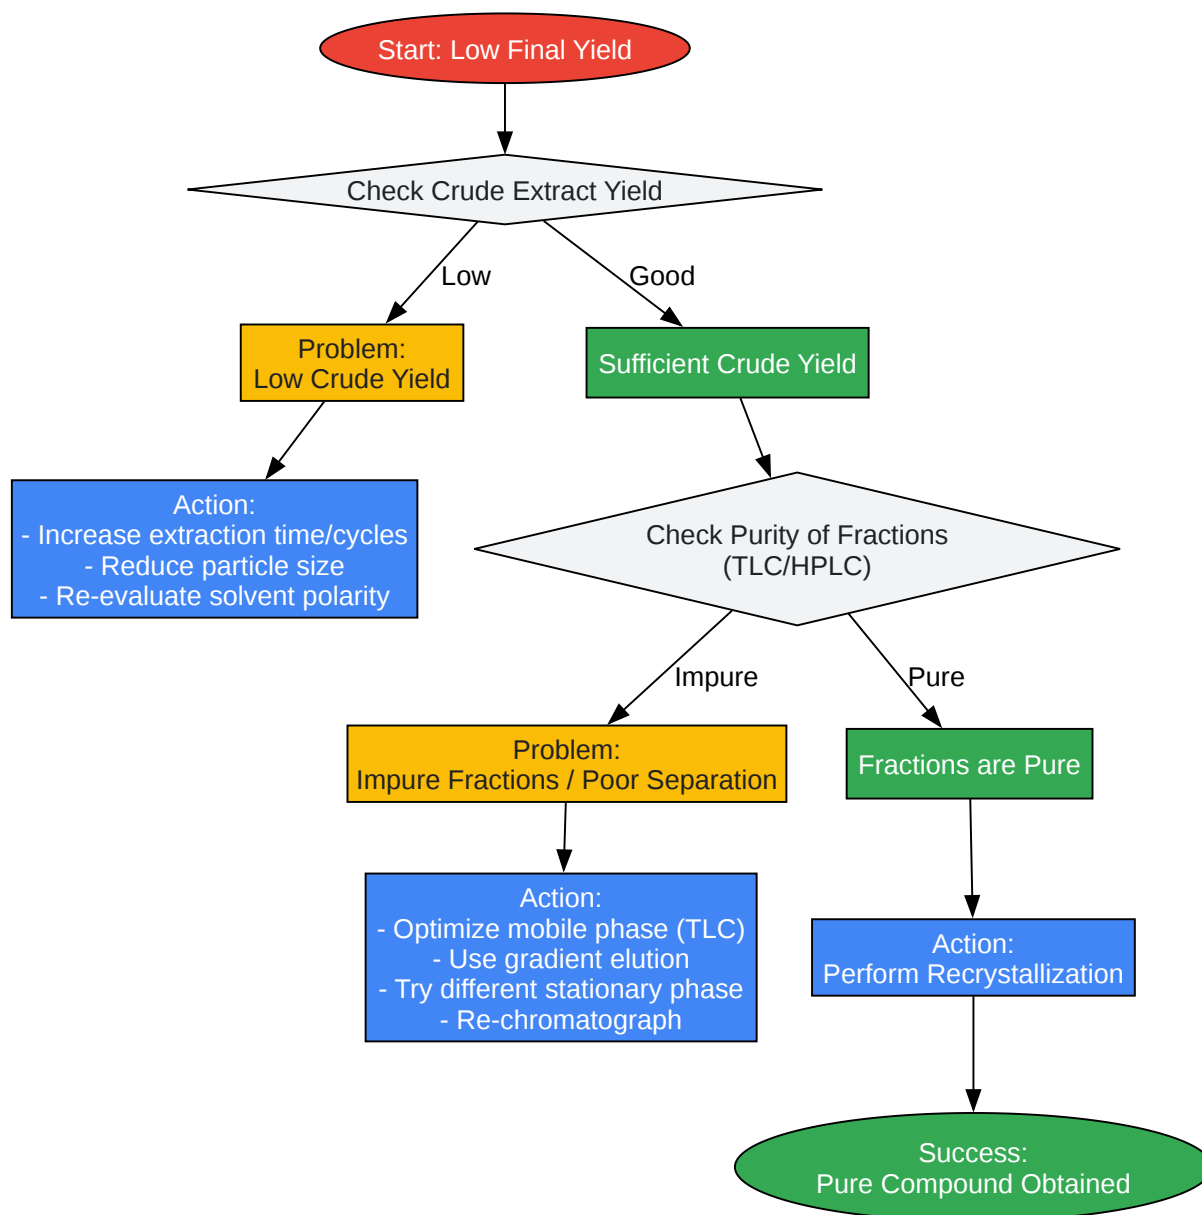 Start: Low Final Yield
Check Crude Extract Yield
Low
Good
Problem:
Low Crude Yield
Sufficient Crude Yield
Action:
- Increase extraction time/cycles
- Reduce particle size
- Re-evaluate solvent polarity
Check Purity of Fractions
(TLC/HPLC)
Impure
Pure
Problem:
Impure Fractions / Poor Separation
Fractions are Pure
Action:
- Optimize mobile phase (TLC)
- Use gradient elution
- Try different stationary phase
- Re-chromatograph
Action:
Perform Recrystallization
Success:
Pure Compound Obtained